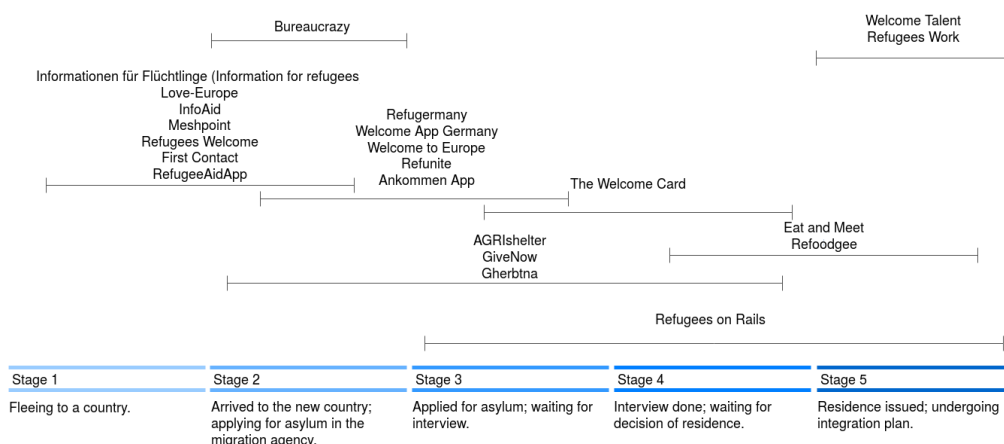 Bureaucrazy
Welcome Talent
Refugees Work
Informationen für Flüchtlinge (Information for refugees
Love-Europe
InfoAid
Meshpoint
Refugees Welcome
First Contact
RefugeeAidApp
Refugermany
Welcome App Germany
Welcome to Europe
Refunite
Ankommen App
The Welcome Card
AGRIshelter
GiveNow
Gherbtna
Eat and Meet
Refoodgee
Refugees on Rails
Stage 1
Stage 2
Stage 3
Stage 4
Stage 5
Fleeing to a country.
Arrived to the new country;
applying for asylum in the
migration agency.
Applied for asylum; waiting for
interview.
Interview done; waiting for
decision of residence.
Residence issued; undergoing
integration plan.